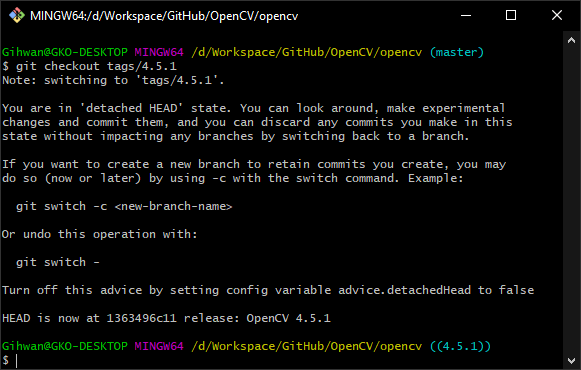 MINGW64:/d/Workspace/GitHub/OpenCV/opencv
Gihwan@GKO-DESKTOP MINGW64 /d/Workspace/GitHub/OpenCV/opencv (master)
$ git checkout tags/4.5.1
Note: switching to 'tags/4.5.1'.
You are in 'detached HEAD' state. You can look around, make experimental
changes and commit them, and you can discard any commits you make in this
state without impacting any branches by switching back to a branch.
If you want to create a new branch to retain commits you create, you may
do so (now or later) by using -c with the switch command. Example:
git switch -c <new-branch-name>
Or undo this operation with:
git switch -
Turn off this advice by setting config variable advice.detachedHead to false
HEAD is now at 1363496c11 release: OpenCV 4.5.1
Gihwan@GKO-DESKTOP MINGW64 /d/Workspace/GitHub/OpenCV/opencv ((4.5.1))
$